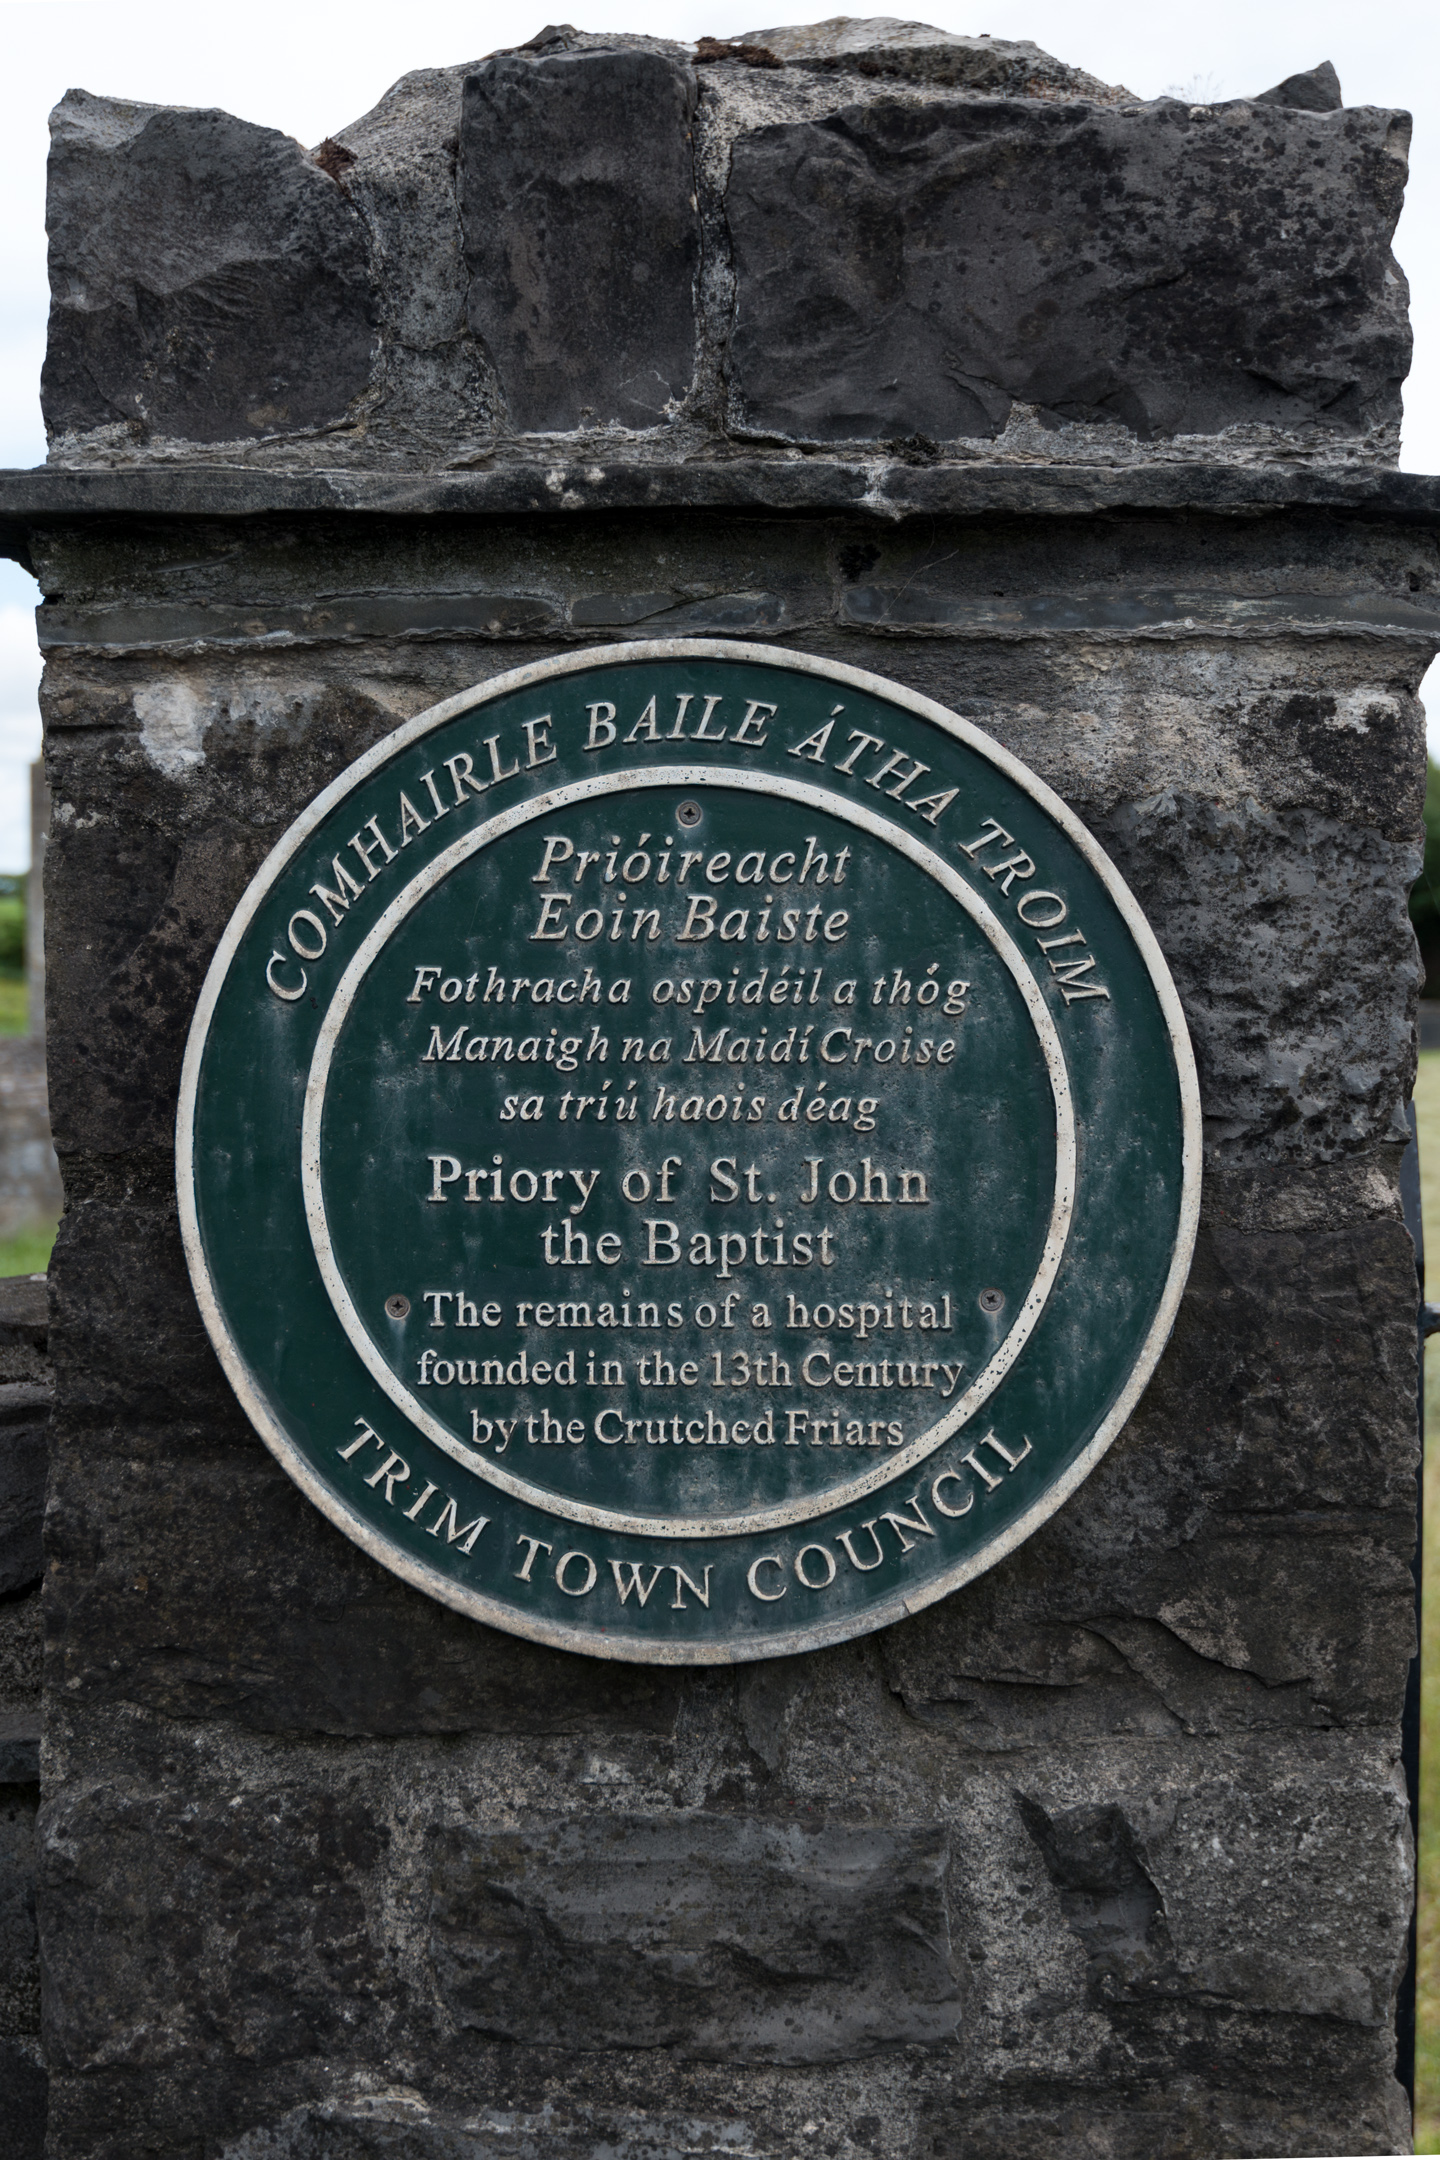 COMHAIRLE BAILE ÁTHA TROIM
Prióireacht
Eoin Baiste
Fothracha ospidéil a thóg
Manaigh na Maidí Croise
sa tríú haois déag
Priory of St. John
the Baptist
The remains of a hospital
founded in the 13th Century
by the Crutched Friars
TRIM TOWN COUNCIL